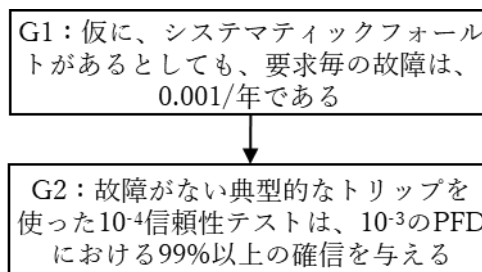 G1：仮に、システマティックフォール
トがあるとしても、要求毎の故障は、
0.001/年である
G2：故障がない典型的なトリップを
使った10⁻⁴信頼性テストは、10⁻³のPFD
における99%以上の確信を与える